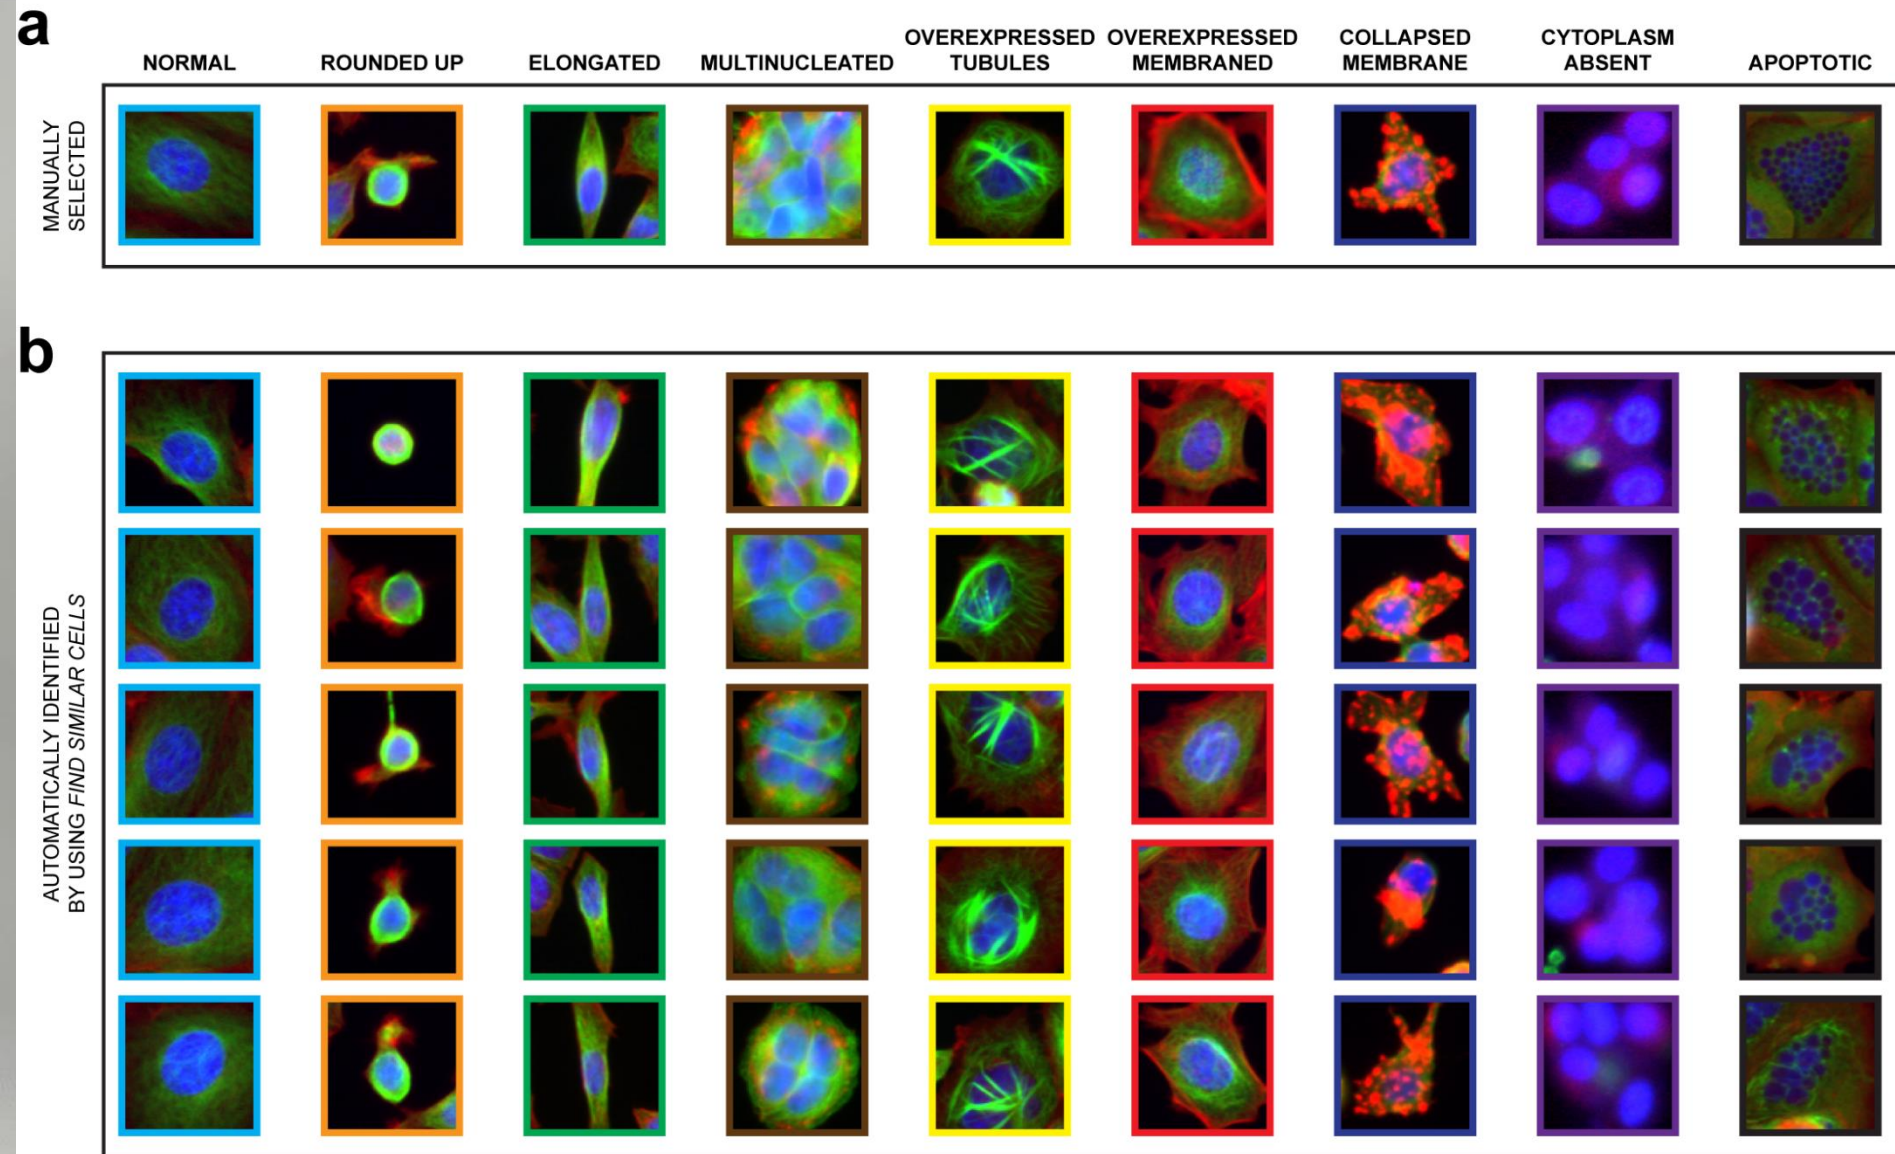 a
NORMAL
ROUNDED UP
ELONGATED
MULTINUCLEATED
OVEREXPRESSED
TUBULES
OVEREXPRESSED
MEMBRANED
COLLAPSED
MEMBRANE
CYTOPLASM
ABSENT
APOPTOTIC
MANUALLY
SELECTED
b
AUTOMATICALLY IDENTIFIED
BY USING FIND SIMILAR CELLS